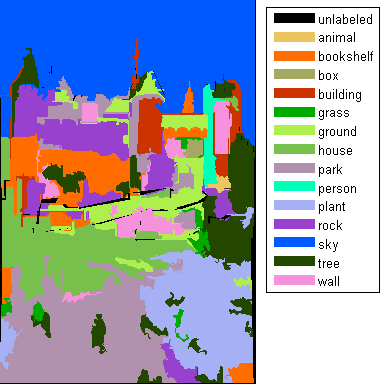 unlabeled
animal
bookshelf
box
building
grass
ground
house
park
person
plant
rock
sky
tree
wall